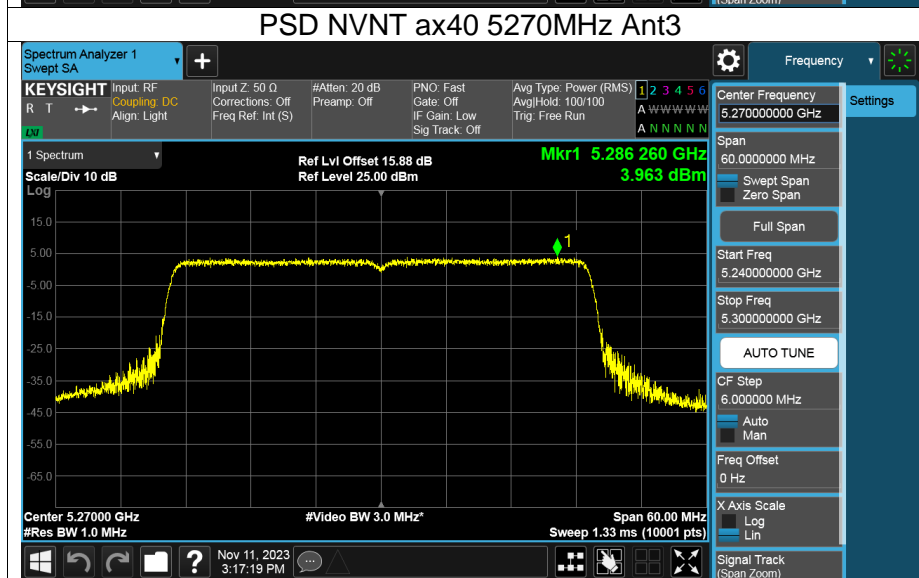 (Span Zoom)
PSD NVNT ax40 5270MHz Ant3
Spectrum Analyzer 1
Swept SA
+
Frequency
KEYSIGHT
R T
LXI
Input: RF
Coupling: DC
Align: Light
Input Z: 50 Ω
Corrections: Off
Freq Ref: Int (S)
#Atten: 20 dB
Preamp: Off
PNO: Fast
Gate: Off
IF Gain: Low
Sig Track: Off
Avg Type: Power (RMS)
Avg|Hold: 100/100
Trig: Free Run
1 2 3 4 5 6
A W W W W W
A N N N N N
1 Spectrum
Scale/Div 10 dB
Ref Lvl Offset 15.88 dB
Ref Level 25.00 dBm
Mkr1 5.286 260 GHz
3.963 dBm
Log
15.0
5.00
-5.00
-15.0
-25.0
-35.0
-45.0
-55.0
-65.0
1
Center 5.27000 GHz
#Res BW 1.0 MHz
#Video BW 3.0 MHz*
Span 60.00 MHz
Sweep 1.33 ms (10001 pts)
?
Nov 11, 2023
3:17:19 PM
Center Frequency
5.270000000 GHz
Settings
Span
60.0000000 MHz
Swept Span
Zero Span
Full Span
Start Freq
5.240000000 GHz
Stop Freq
5.300000000 GHz
AUTO TUNE
CF Step
6.000000 MHz
Auto
Man
Freq Offset
0 Hz
X Axis Scale
Log
Lin
Signal Track
(Span Zoom)